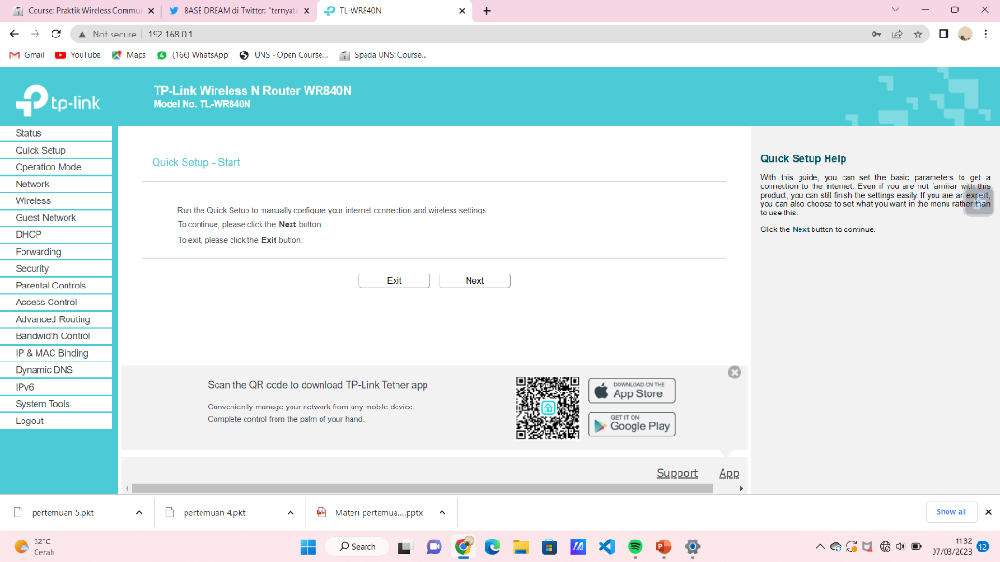 Course: Praktik Wireless Commun
BASE DREAM di Twitter: "ternyata
TL-WR840N
Not secure
192.168.0.1
Gmail
YouTube
Maps
(166) WhatsApp
UNS - Open Course...
Spada UNS: Course...
tp-link
TP-Link Wireless N Router WR840N
Model No. TL-WR840N
Status
Quick Setup
Operation Mode
Network
Wireless
Guest Network
DHCP
Forwarding
Security
Parental Controls
Access Control
Advanced Routing
Bandwidth Control
IP & MAC Binding
Dynamic DNS
IPv6
System Tools
Logout
Quick Setup - Start
Run the Quick Setup to manually configure your internet connection and wireless settings.
To continue, please click the Next button.
To exit, please click the Exit button.
Exit
Next
Quick Setup Help
With this guide, you can set the basic parameters to get a
connection to the internet. Even if you are not familiar with this
product, you can still finish the settings easily. If you are an expert,
you can also choose to set what you want in the menu rather than
to use this.
Click the Next button to continue.
Scan the QR code to download TP-Link Tether app
Conveniently manage your network from any mobile device.
Complete control from the palm of your hand.
DOWNLOAD ON THE
App Store
GET IT ON
Google Play
Support
App
pertemuan 5.pkt
pertemuan 4.pkt
Materi pertemua....pptx
Show all
32°C
Cerah
Search
11.32
07/03/2023
12